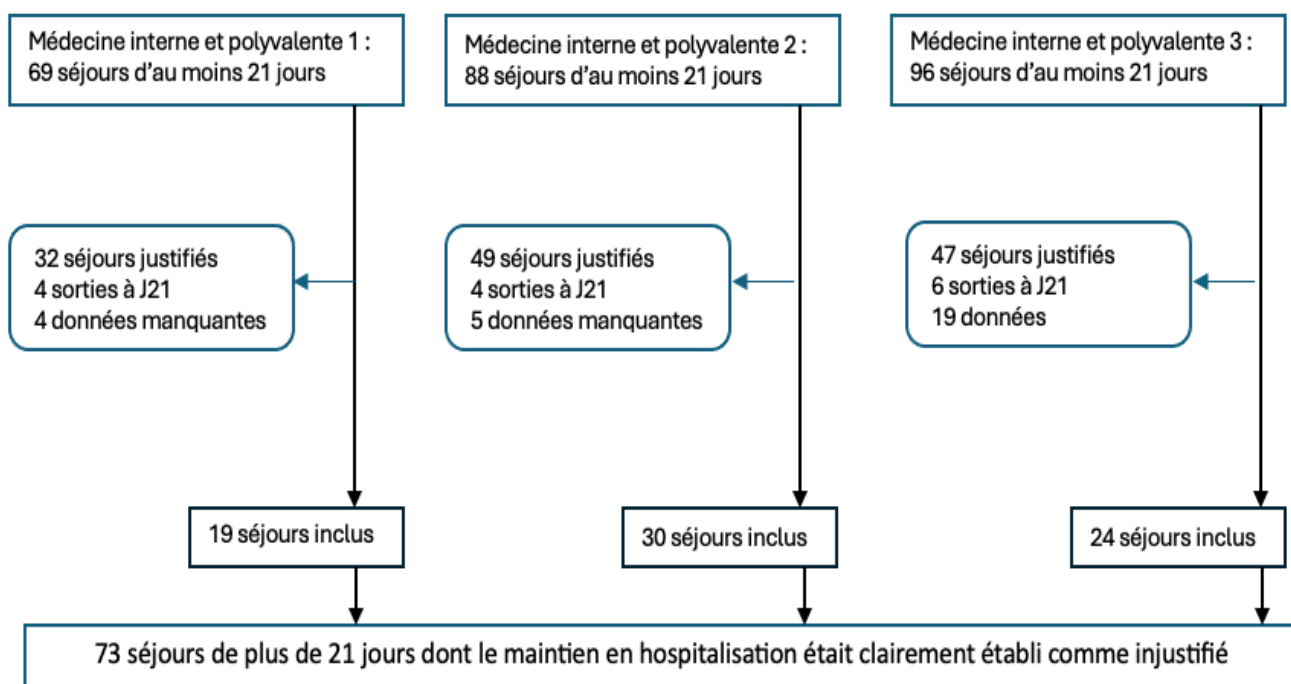 Médecine interne et polyvalente 1 :
69 séjours d’au moins 21 jours
Médecine interne et polyvalente 2 :
88 séjours d’au moins 21 jours
Médecine interne et polyvalente 3 :
96 séjours d’au moins 21 jours
32 séjours justifiés
4 sorties à J21
4 données manquantes
49 séjours justifiés
4 sorties à J21
5 données manquantes
47 séjours justifiés
6 sorties à J21
19 données
19 séjours inclus
30 séjours inclus
24 séjours inclus
73 séjours de plus de 21 jours dont le maintien en hospitalisation était clairement établi comme injustifié